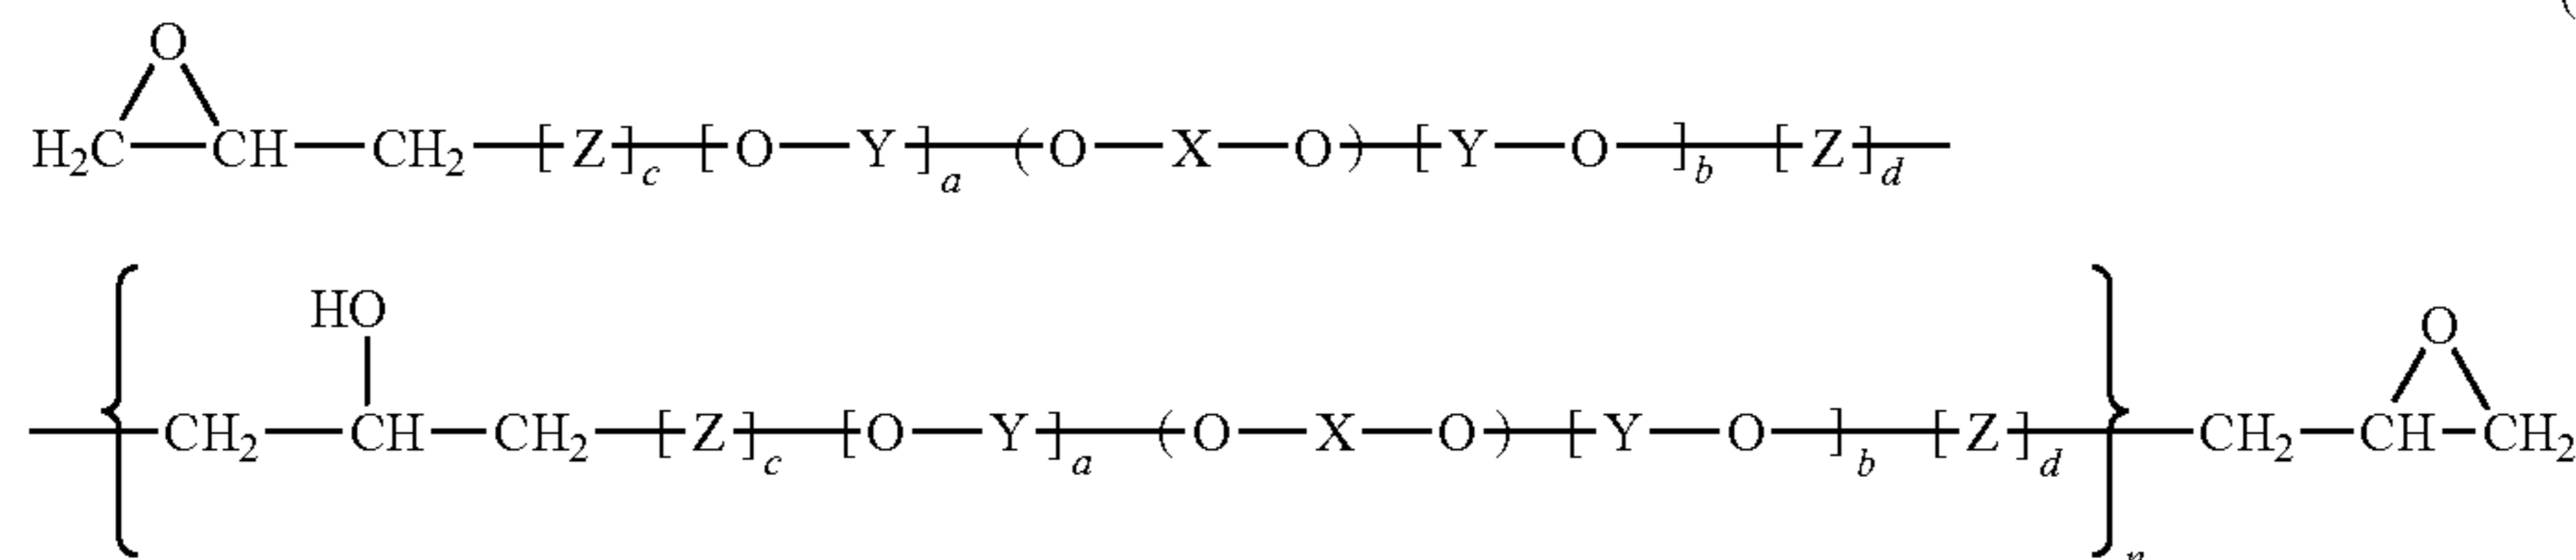 (
O
H₂C—CH—CH₂—[Z]c—[O—Y]a—(O—X—O)—[Y—O—]b—[Z]d—
HO O
—{CH₂—CH—CH₂—[Z]c—[O—Y]a—(O—X—O)—[Y—O—]b—[Z]d}n—CH₂—CH—CH₂